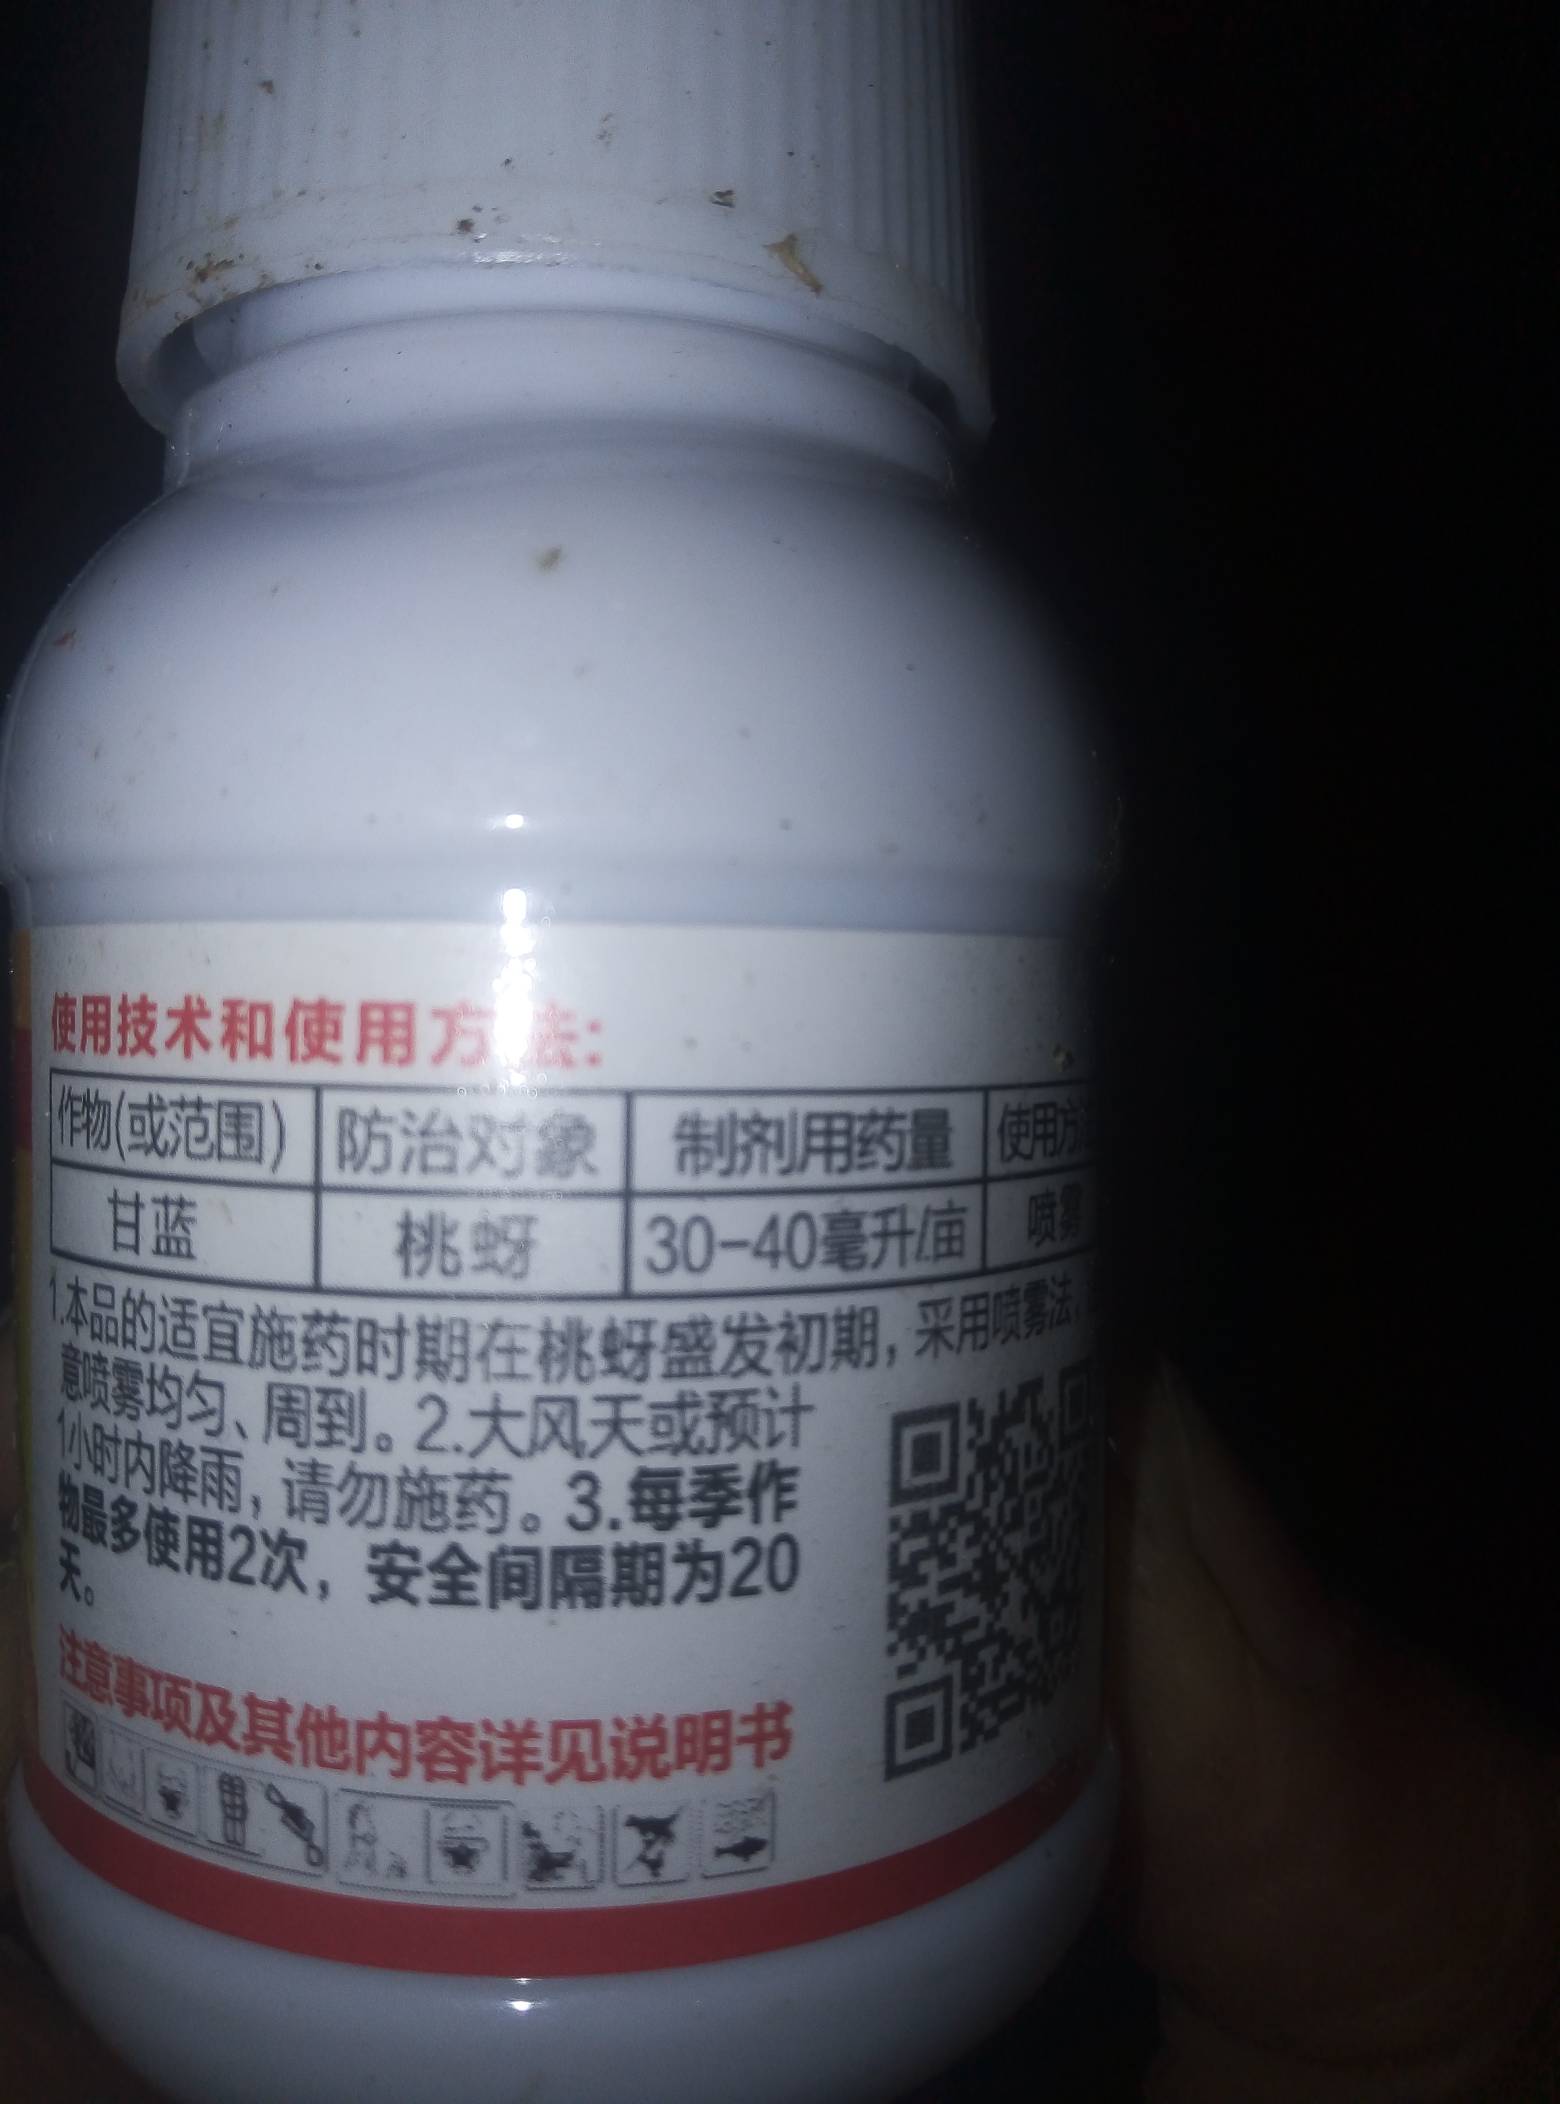 使用技术和使用方法:
作物(或范围) 防治对象 制剂用药量 使用方法
甘蓝 桃蚜 30-40毫升/亩 喷雾
1.本品的适宜施药时期在桃蚜盛发初期，采用喷雾法，
意喷雾均匀、周到。2.大风天或预计
1小时内降雨，请勿施药。3.每季作
物最多使用2次，安全间隔期为20
天。
注意事项及其他内容详见说明书